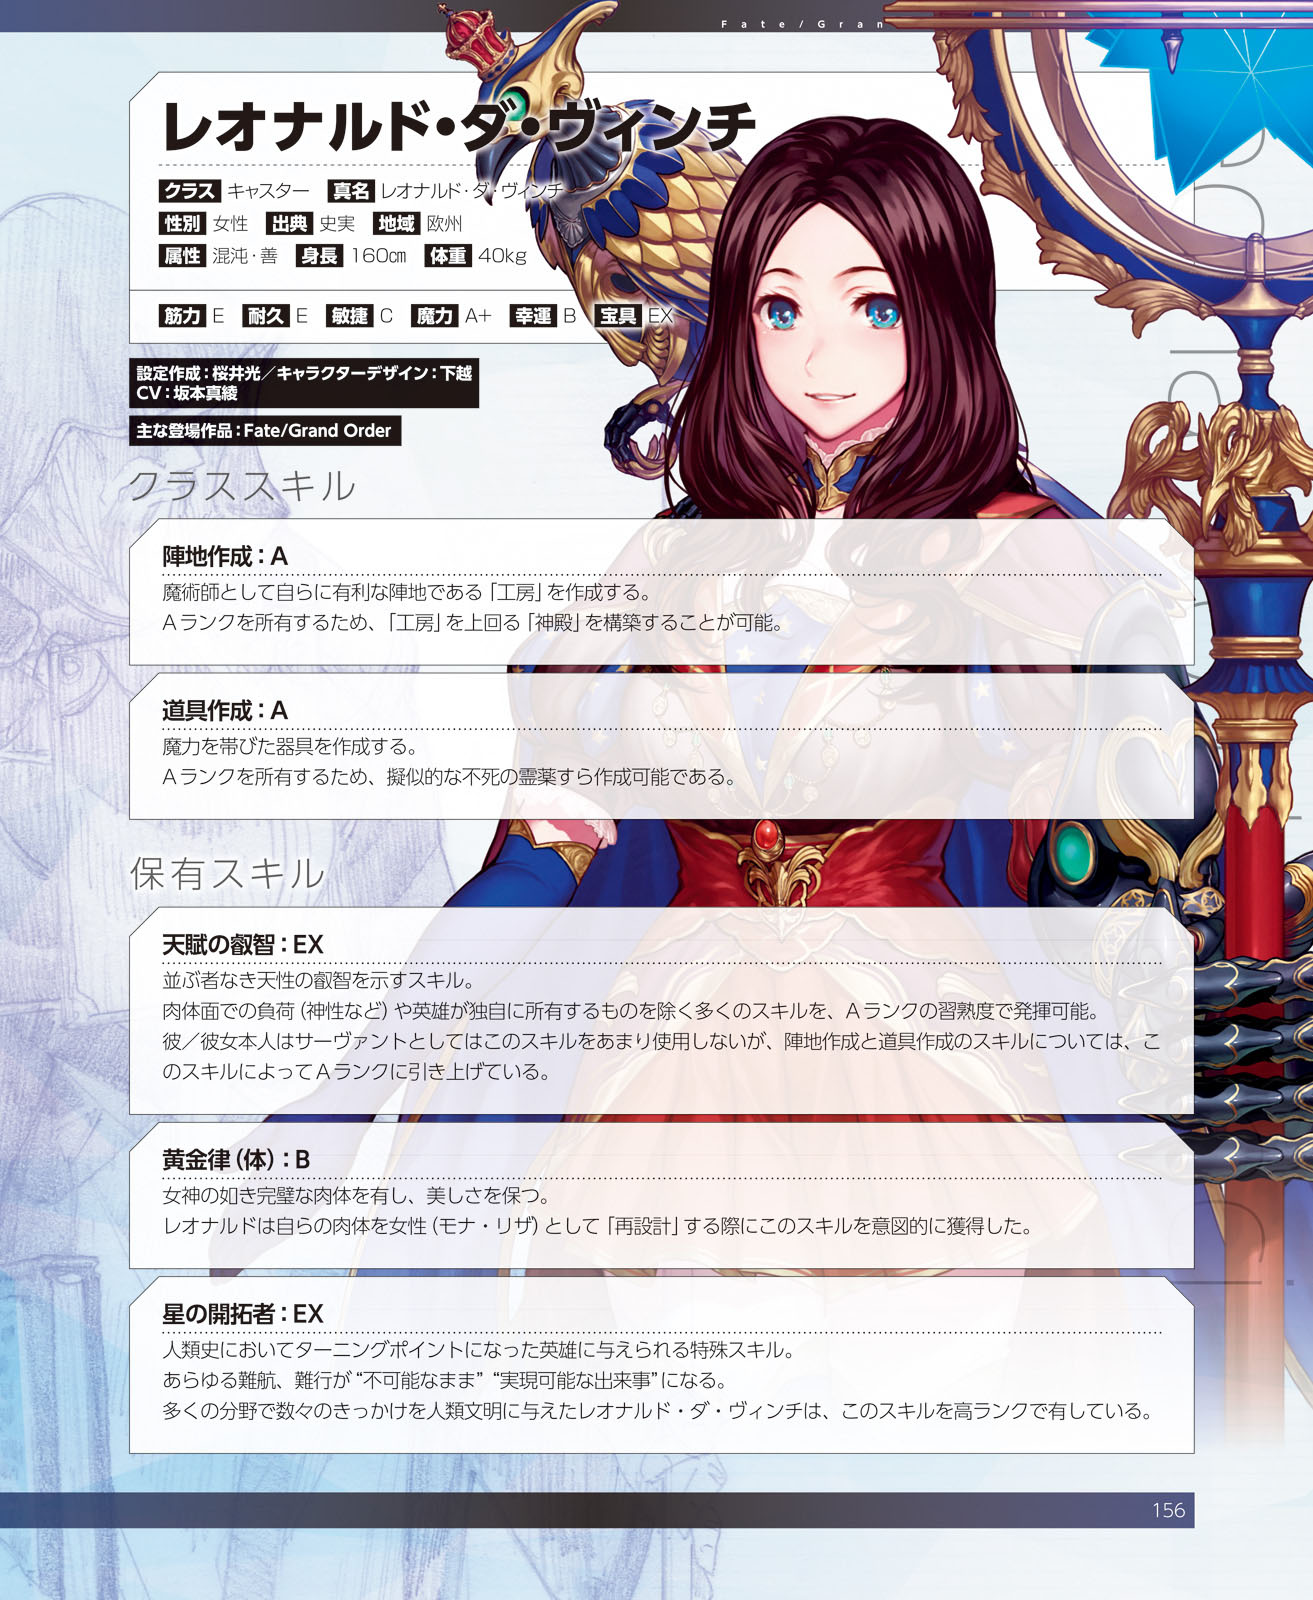 Fate/Gran
レオナルド・ダ・ヴィンチ
クラス キャスター 真名 レオナルド・ダ・ヴィンチ
性別 女性 出典 史実 地域 欧州
属性 混沌・善 身長 160cm 体重 40kg
筋力 E 耐久 E 敏捷 C 魔力 A+ 幸運 B 宝具 EX
設定作成：桜井光／キャラクターデザイン：下越
CV：坂本真綾
主な登場作品：Fate/Grand Order
クラススキル
陣地作成：A
魔術師として自らに有利な陣地である「工房」を作成する。
Aランクを所有するため、「工房」を上回る「神殿」を構築することが可能。
道具作成：A
魔力を帯びた器具を作成する。
Aランクを所有するため、擬似的な不死の霊薬すら作成可能である。
保有スキル
天賦の叡智：EX
並ぶ者なき天性の叡智を示すスキル。
肉体面での負荷（神性など）や英雄が独自に所有するものを除く多くのスキルを、Aランクの習熟度で発揮可能。
彼／彼女本人はサーヴァントとしてはこのスキルをあまり使用しないが、陣地作成と道具作成のスキルについては、こ
のスキルによってAランクに引き上げている。
黄金律（体）：B
女神の如き完璧な肉体を有し、美しさを保つ。
レオナルドは自らの肉体を女性（モナ・リザ）として「再設計」する際にこのスキルを意図的に獲得した。
星の開拓者：EX
人類史においてターニングポイントになった英雄に与えられる特殊スキル。
あらゆる難航、難行が“不可能なまま”“実現可能な出来事”になる。
多くの分野で数々のきっかけを人類文明に与えたレオナルド・ダ・ヴィンチは、このスキルを高ランクで有している。
156